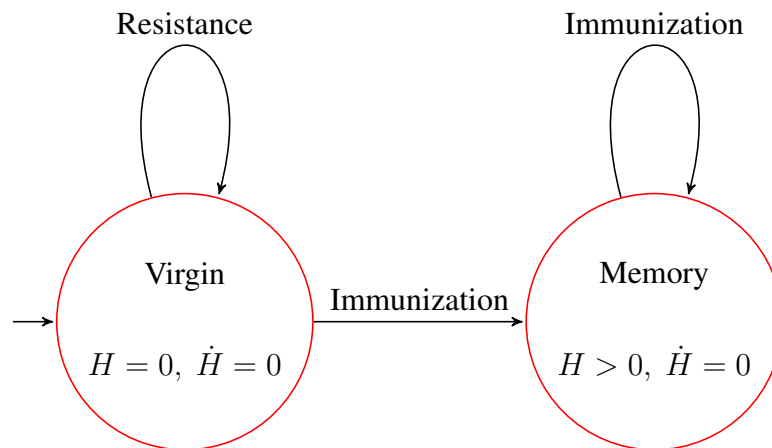 Resistance
Immunization
Virgin
Memory
Immunization
H = 0, Ḣ = 0
H > 0, Ḣ = 0